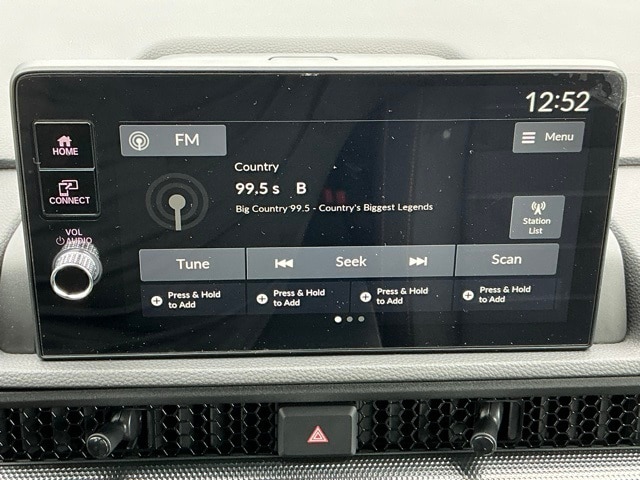 12:52
HOME
FM
Menu
Country
CONNECT
99.5 s B
Big Country 99.5 - Country's Biggest Legends
VOL
AUDIO
Station
List
Tune
Seek
Scan
Press & Hold
to Add
Press & Hold
to Add
Press & Hold
to Add
Press & Hold
to Add